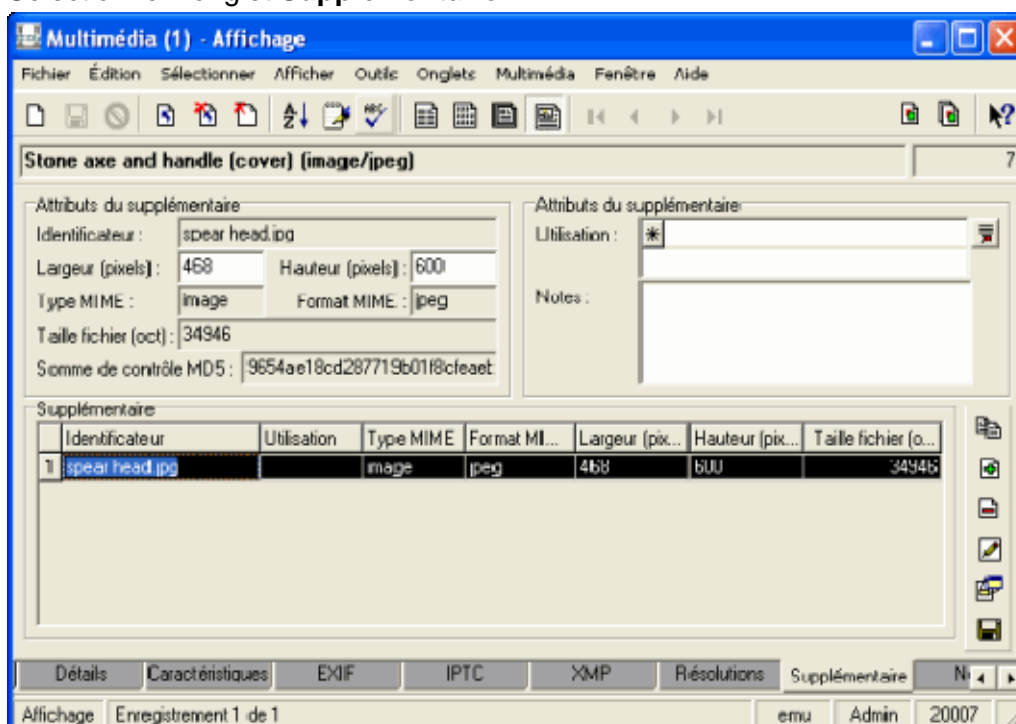 Sélectionner l'onglet Supplémentaire
Multimédia (1) - Affichage
Fichier Édition Sélectionner Afficher Outils Onglets Multimédia Fenêtre Aide
Stone axe and handle (cover) (image/jpeg) 7
Attributs du supplémentaire
Identificateur : spear head.jpg
Largeur (pixels) : 468 Hauteur (pixels) : 600
Type MIME : image Format MIME. : jpeg
Taille fichier (oct) : 34946
Somme de contrôle MD5 :
Attributs du supplémentaire
Utilisation : *
Notes :
Supplémentaire
Identificateur Utilisation Type MIME Format MI... Largeur (pix... Hauteur (pix... Taille fichier (o...
1 spear head.jpg image jpeg 468 600 34946
Détails Caractéristiques EXIF IPTC XMP Résolutions Supplémentaire
Affichage Enregistrement 1 de 1 emu Admin 20007